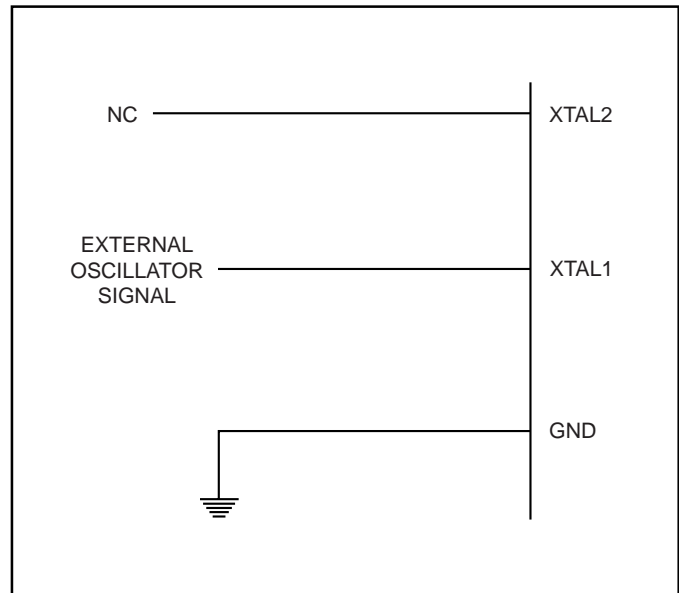 NC
XTAL2
EXTERNAL
OSCILLATOR
SIGNAL
XTAL1
GND